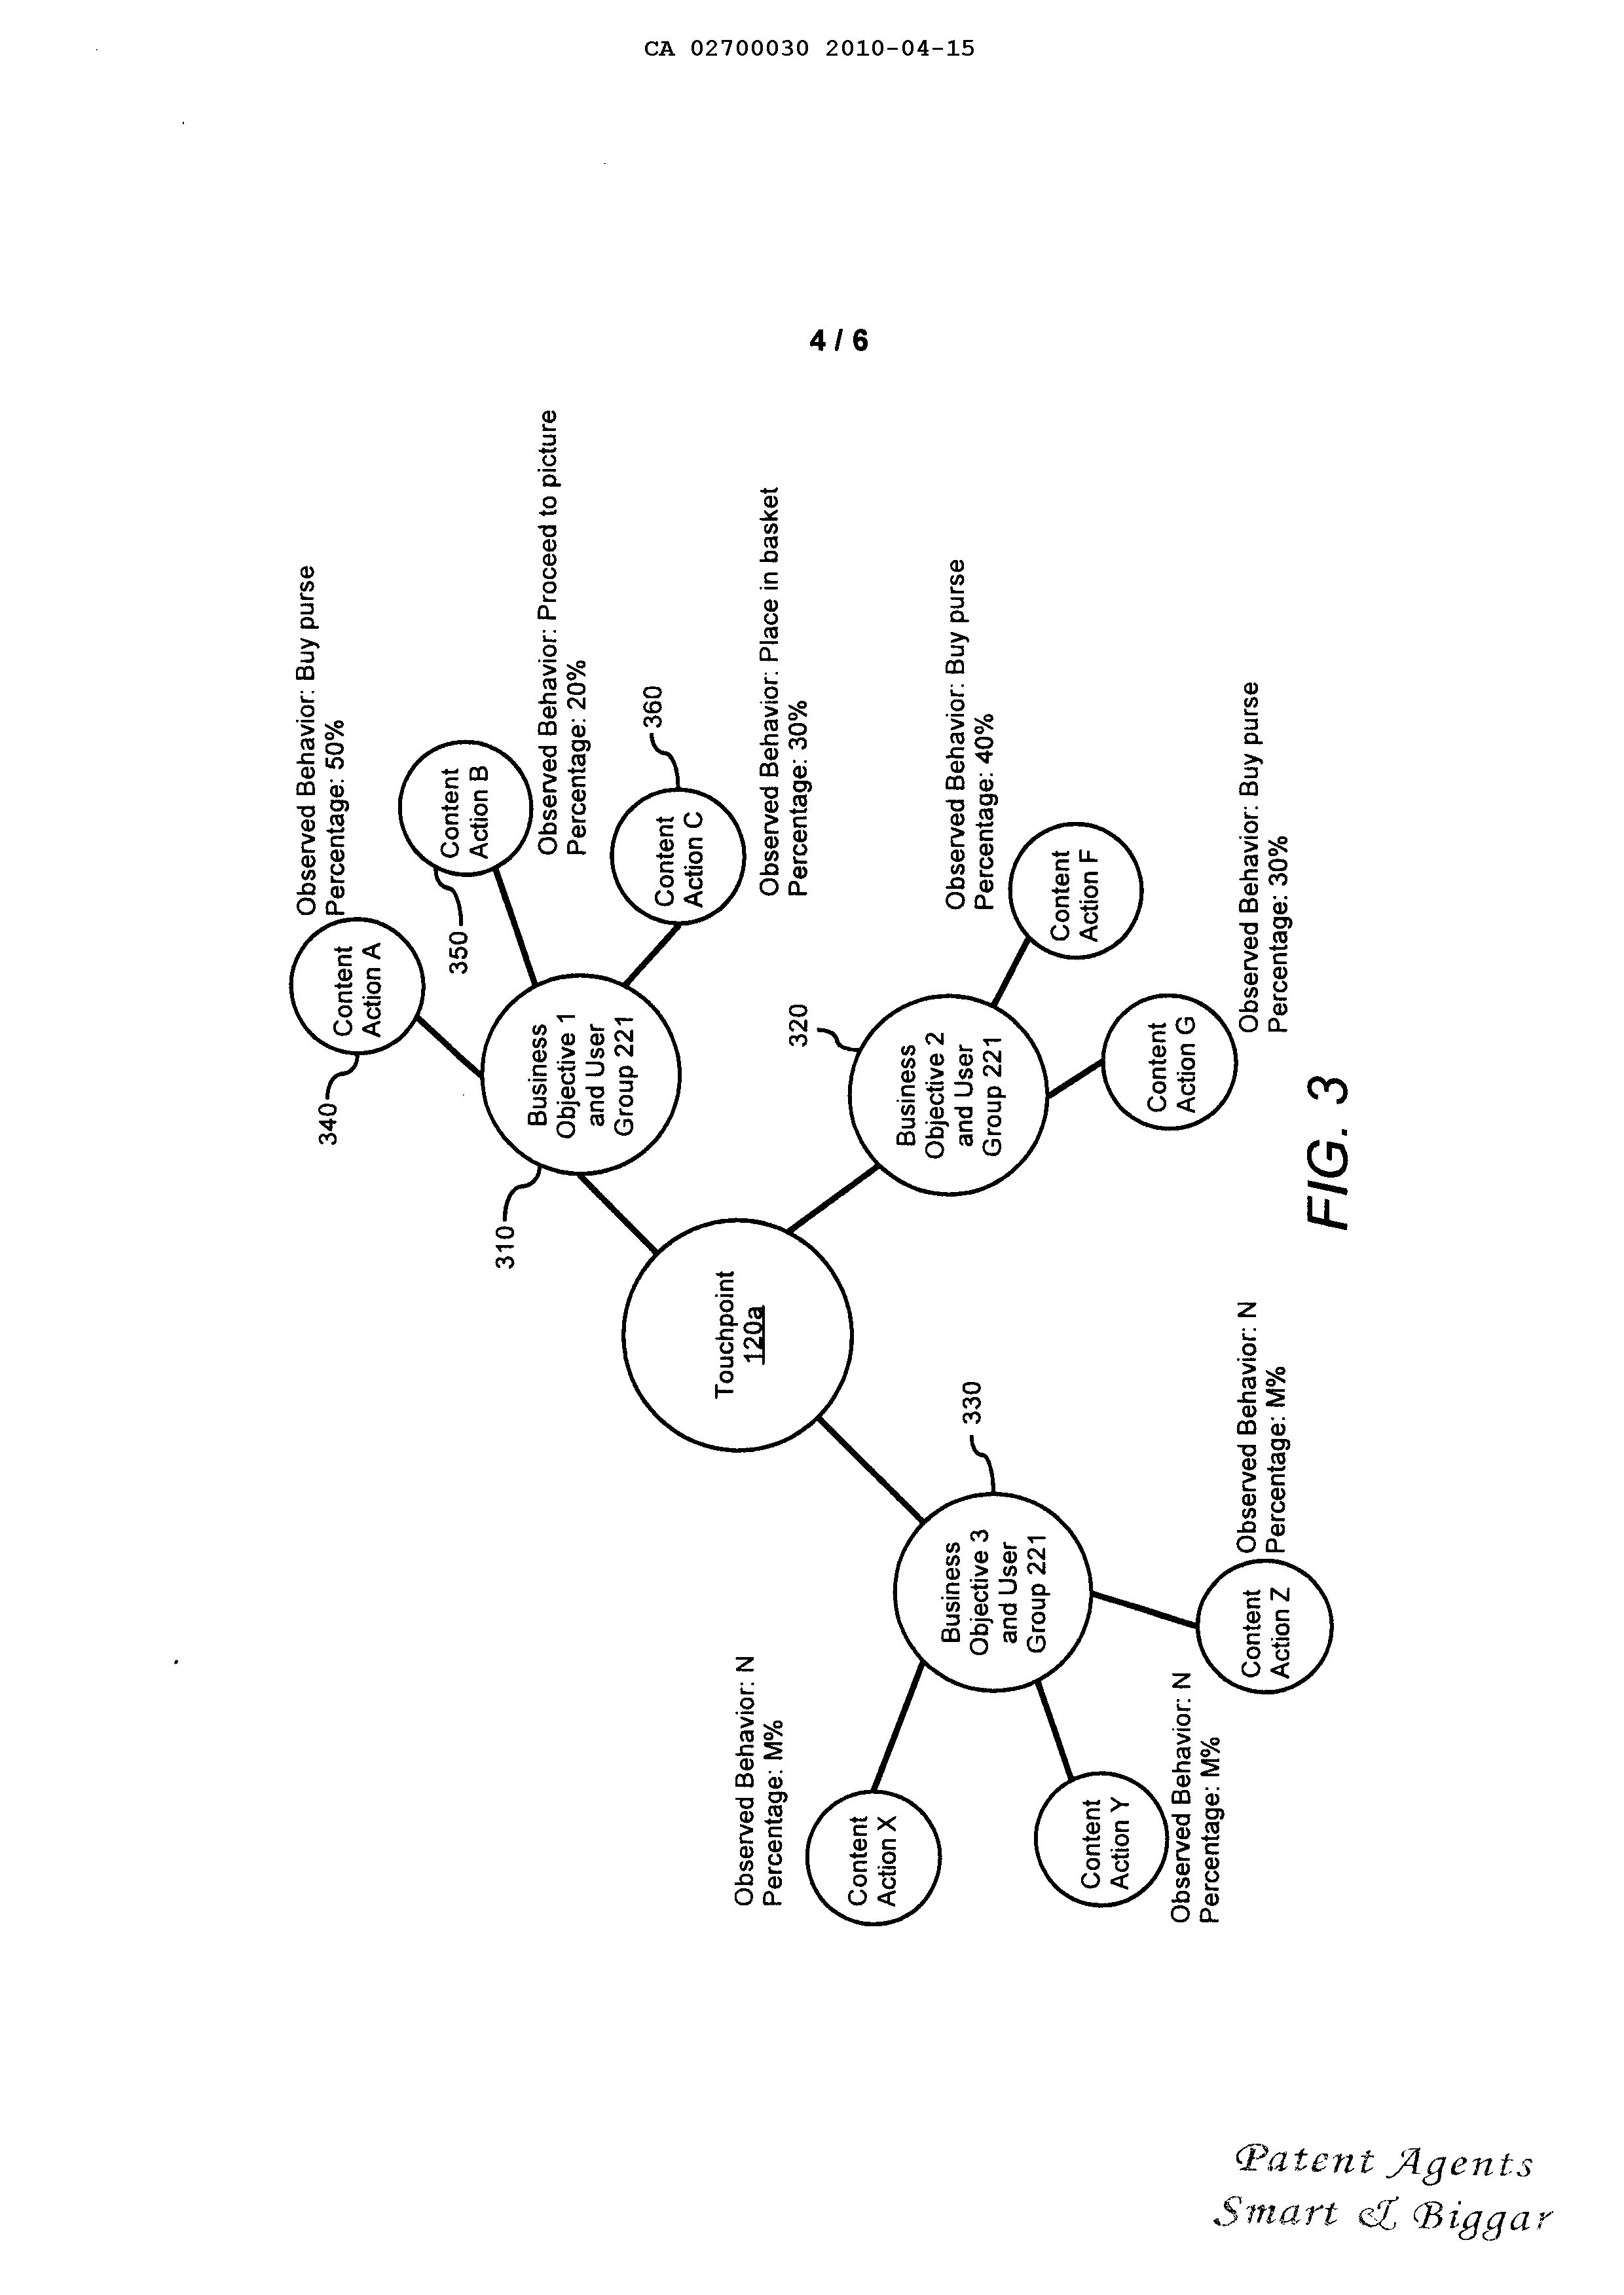 CA 02700030 2010-04-15
4 / 6
Observed Behavior: Buy purse
Percentage: 50%
Content
Action A
340
Content
Action B
350
Observed Behavior: Proceed to picture
Percentage: 20%
360
Content
Action C
Observed Behavior: Place in basket
Percentage: 30%
310
Business
Objective 1
and User
Group 221
Touchpoint
120a
320
Business
Objective 2
and User
Group 221
Observed Behavior: Buy purse
Percentage: 40%
Content
Action F
Content
Action G
Observed Behavior: Buy purse
Percentage: 30%
330
Business
Objective 3
and User
Group 221
Observed Behavior: N
Percentage: M%
Content
Action X
Content
Action Y
Observed Behavior: N
Percentage: M%
Content
Action Z
Observed Behavior: N
Percentage: M%
FIG. 3
Patent Agents
Smart & Biggar